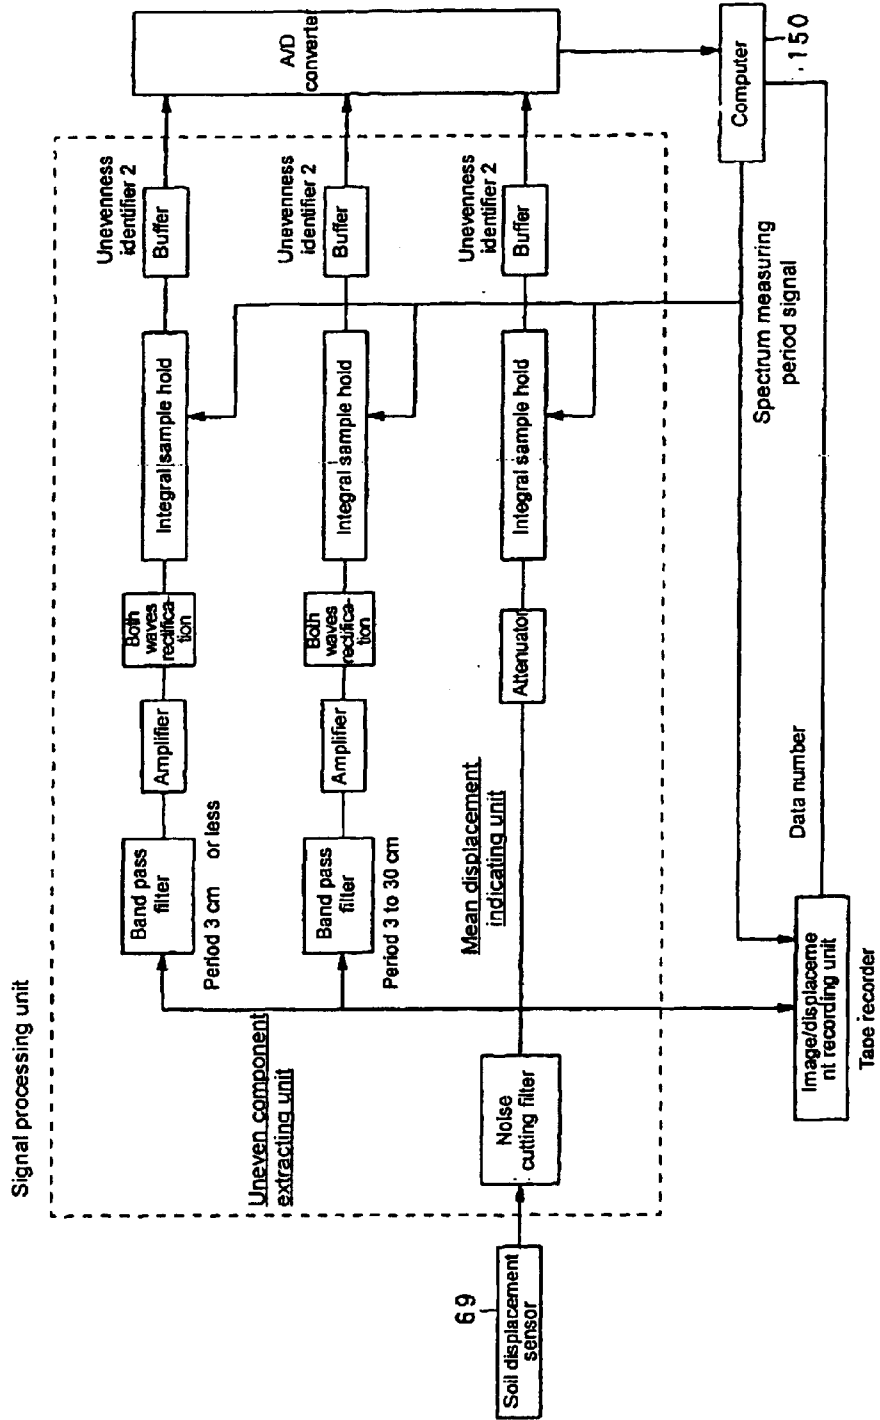 Signal processing unit
Uneven component
extracting unit
Band pass
filter
Period 3 cm or less
Amplifier
Both
waves
rectifica-
tion
Integral sample hold
Unevenness
identifier 2
Buffer
A/D
converter
Band pass
filter
Period 3 to 30 cm
Amplifier
Both
waves
rectifica-
tion
Integral sample hold
Unevenness
identifier 2
Buffer
Mean displacement
indicating unit
Soil displacement
sensor
69
Noise
cutting filter
Attenuator
Integral sample hold
Unevenness
identifier 2
Buffer
Computer
150
Spectrum measuring
period signal
Data number
Image/displaceme
nt recording unit
Tape recorder